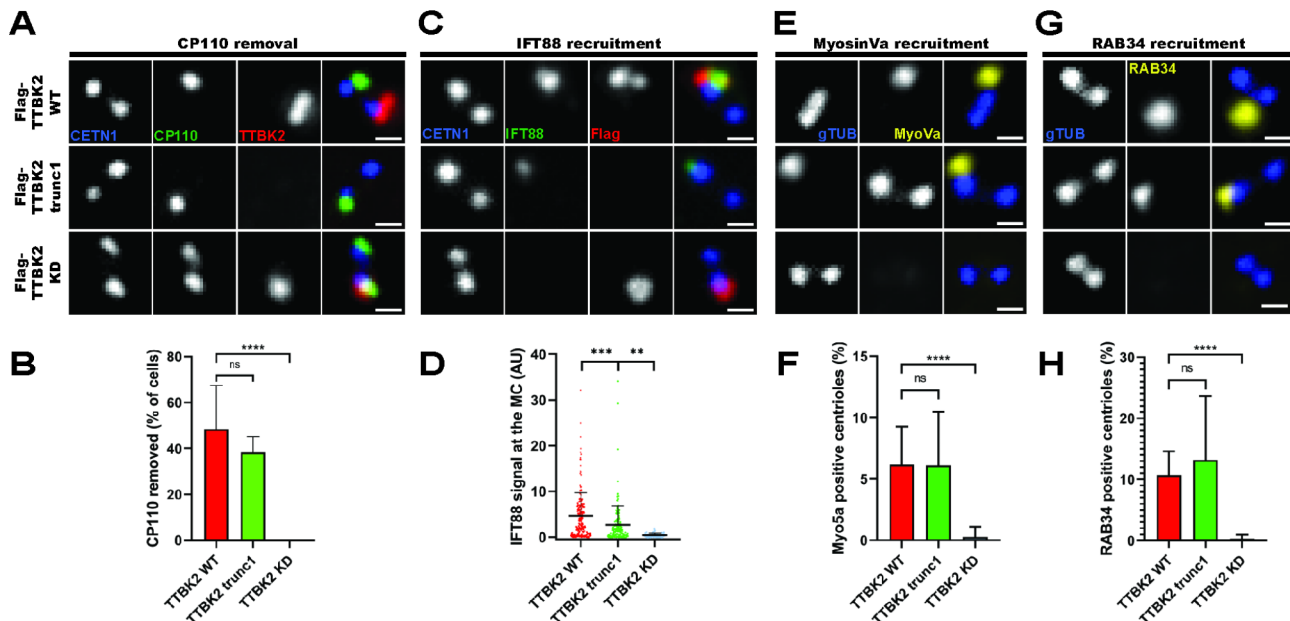 A
CP110 removal
Flag-
TTBK2
WT
CETN1
CP110
TTBK2
Flag-
TTBK2
trunc1
Flag-
TTBK2
KD
C
IFT88 recruitment
CETN1
IFT88
Flag
E
MyosinVa recruitment
gTUB
MyoVa
G
RAB34 recruitment
RAB34
gTUB
B
CP110 removed (% of cells)
80
60
40
20
0
****
ns
TTBK2 WT
TTBK2 trunc1
TTBK2 KD
D
IFT88 signal at the MC (AU)
40
30
20
10
0
***
**
TTBK2 WT
TTBK2 trunc1
TTBK2 KD
F
Myo5a positive centrioles (%)
15
10
5
0
****
ns
TTBK2 WT
TTBK2 trunc1
TTBK2 KD
H
RAB34 positive centrioles (%)
30
20
10
0
****
ns
TTBK2 WT
TTBK2 trunc1
TTBK2 KD